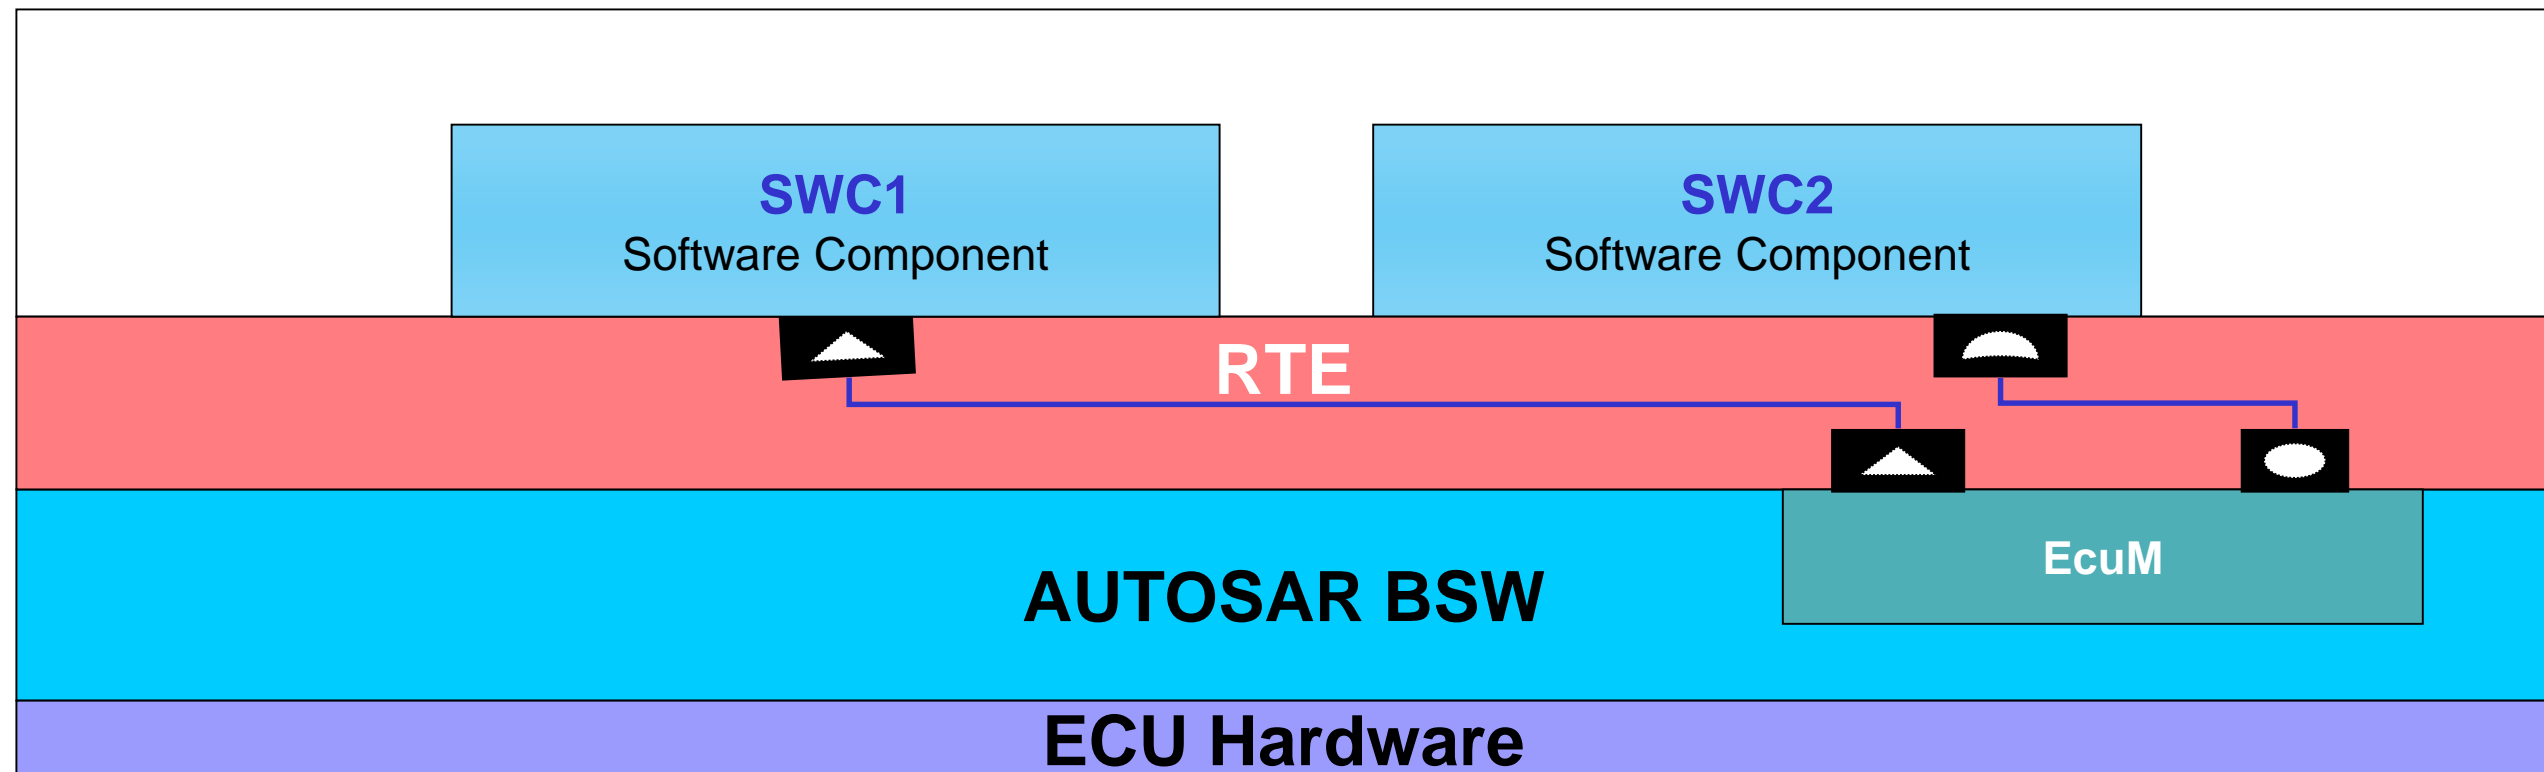 SWC1
Software Component
SWC2
Software Component
RTE
EcuM
AUTOSAR BSW
ECU Hardware